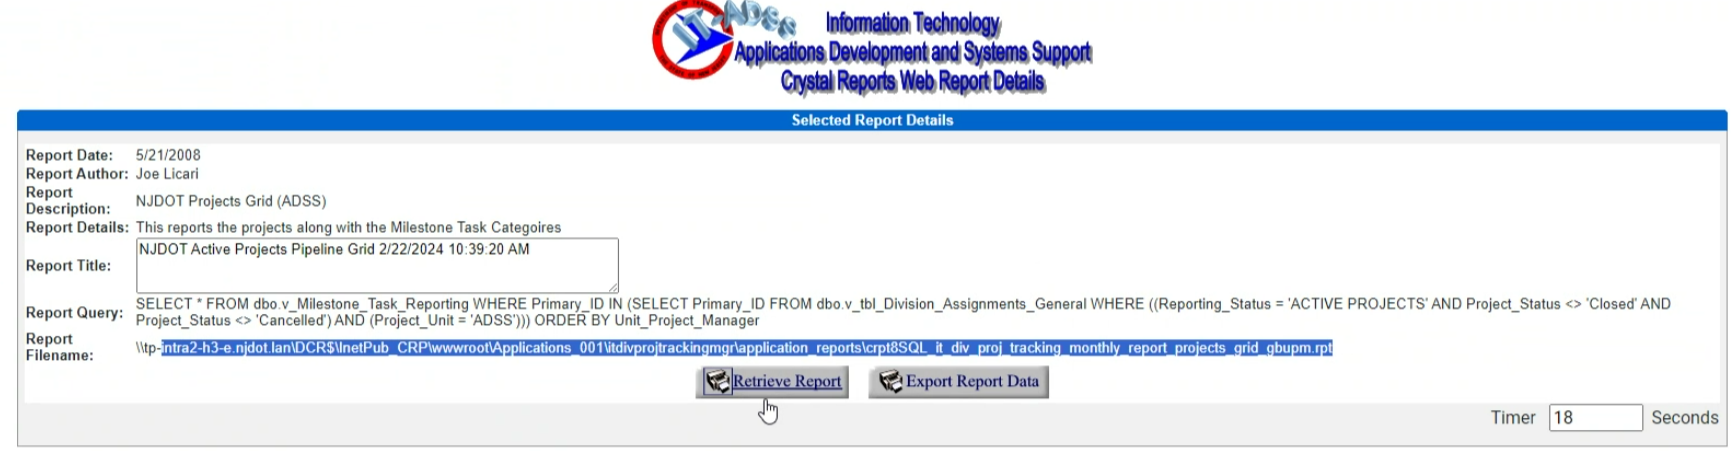 IT-ADSS
Information Technology
Applications Development and Systems Support
Crystal Reports Web Report Details
Selected Report Details
Report Date: 5/21/2008
Report Author: Joe Licari
Report Description: NJDOT Projects Grid (ADSS)
Report Details: This reports the projects along with the Milestone Task Categoires
Report Title: NJDOT Active Projects Pipeline Grid 2/22/2024 10:39:20 AM
Report Query: SELECT * FROM dbo.v_Milestone_Task_Reporting WHERE Primary_ID IN (SELECT Primary_ID FROM dbo.v_tbl_Division_Assignments_General WHERE ((Reporting_Status = 'ACTIVE PROJECTS' AND Project_Status <> 'Closed' AND
Project_Status <> 'Cancelled') AND (Project_Unit = 'ADSS'))) ORDER BY Unit_Project_Manager
Report Filename: \\tp-intra2-h3-e.njdot.lan\DCR$\InetPub_CRP\wwwroot\Applications_001\itdivprojtrackingmgr\application_reports\crpt8SQL_it_div_proj_tracking_monthly_report_projects_grid_gbupm.rpt
Retrieve Report Export Report Data
Timer 18 Seconds